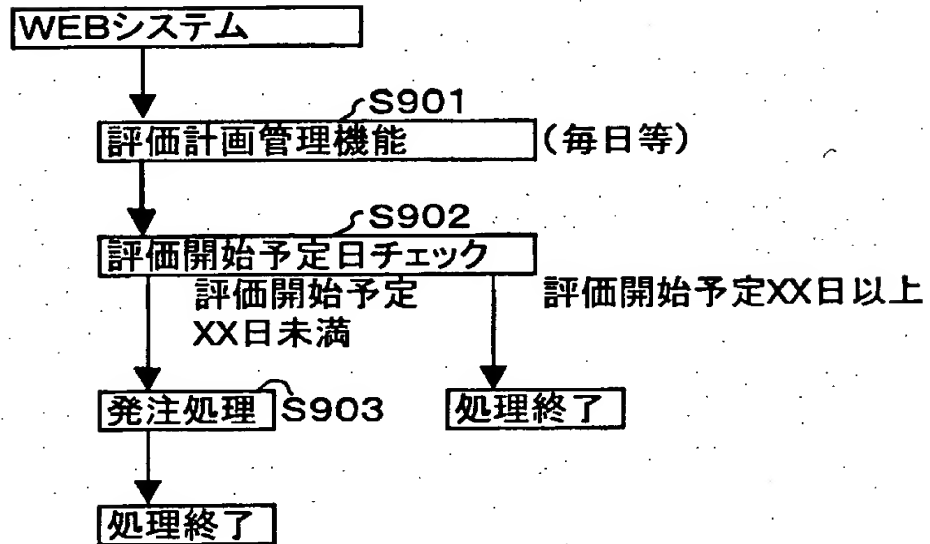 WEBシステム
S901
評価計画管理機能
(毎日等)
S902
評価開始予定日チェック
評価開始予定
XX日未満
評価開始予定XX日以上
発注処理
S903
処理終了
処理終了